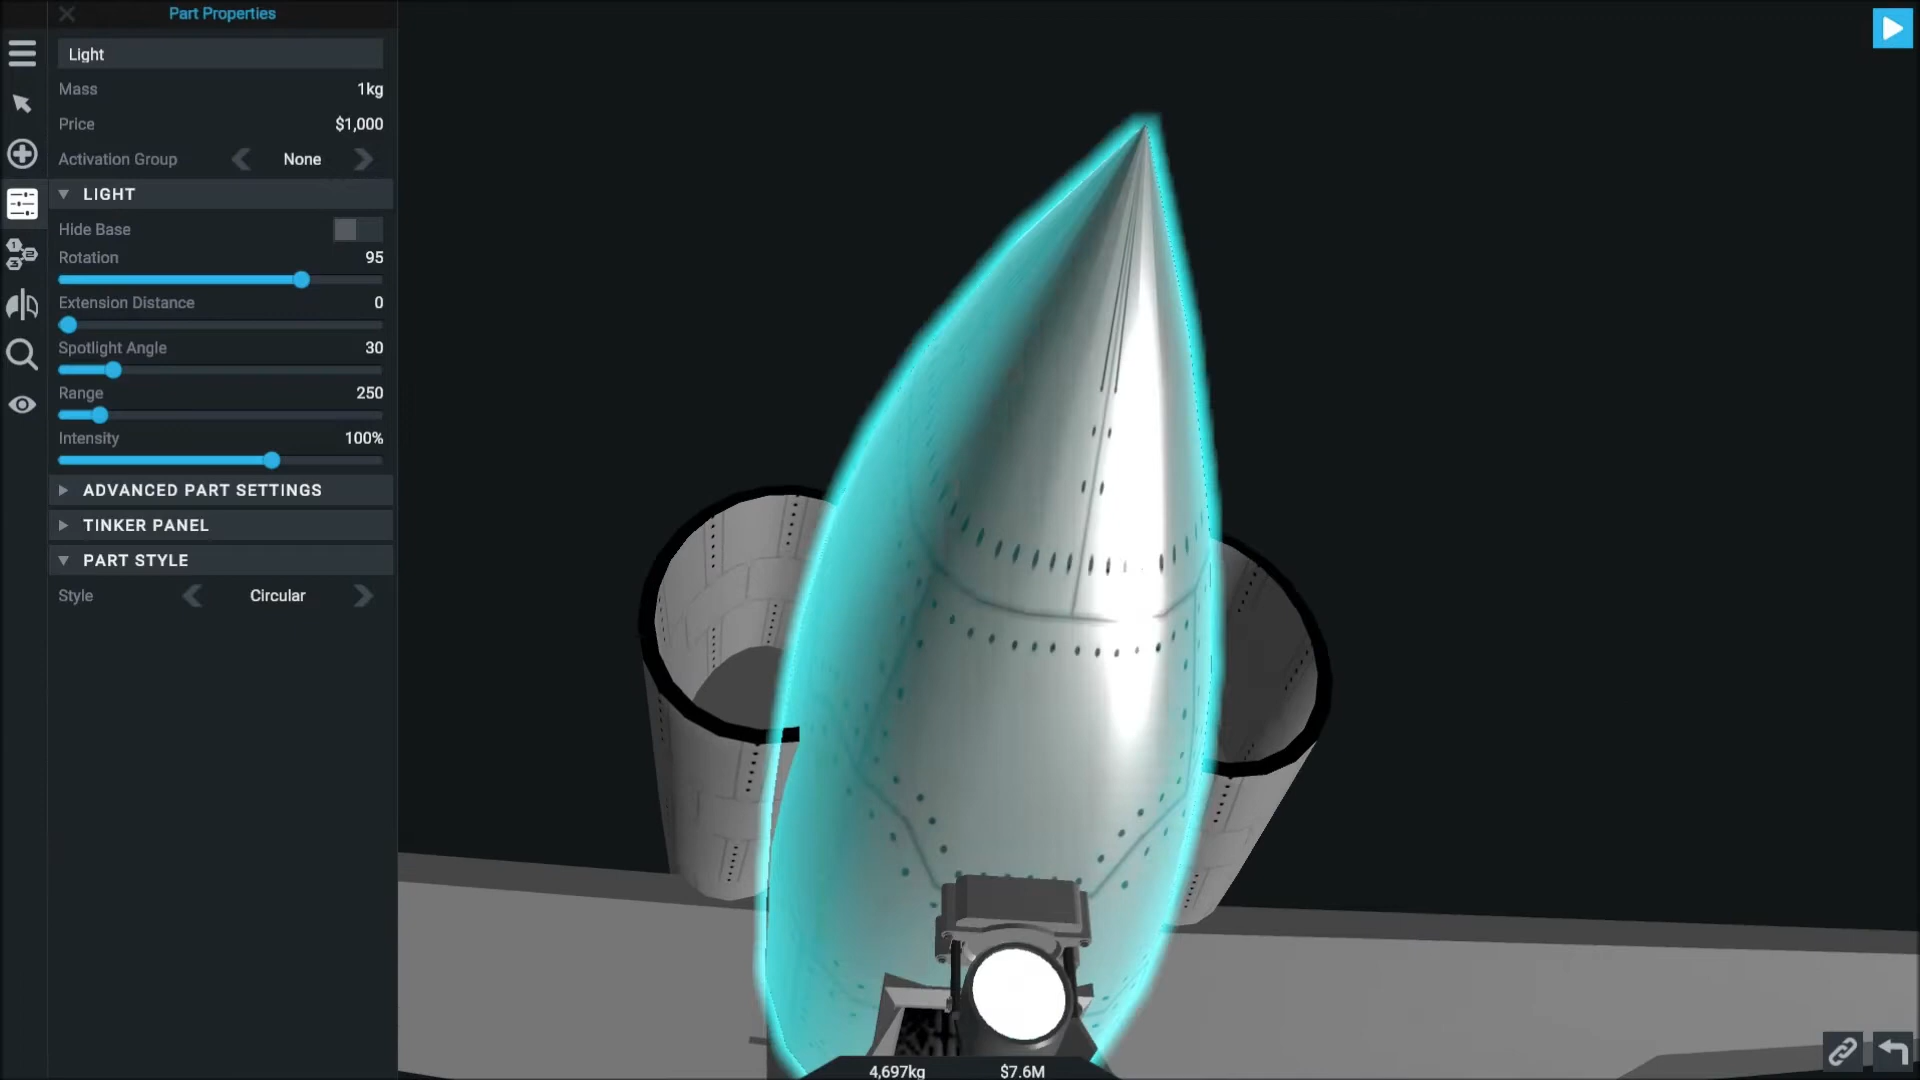 Part Properties
Light
Mass 1kg
Price $1,000
Activation Group None
LIGHT
Hide Base
Rotation 95
Extension Distance 0
Spotlight Angle 30
Range 250
Intensity 100%
ADVANCED PART SETTINGS
TINKER PANEL
PART STYLE
Style Circular
4,697kg $7.6M